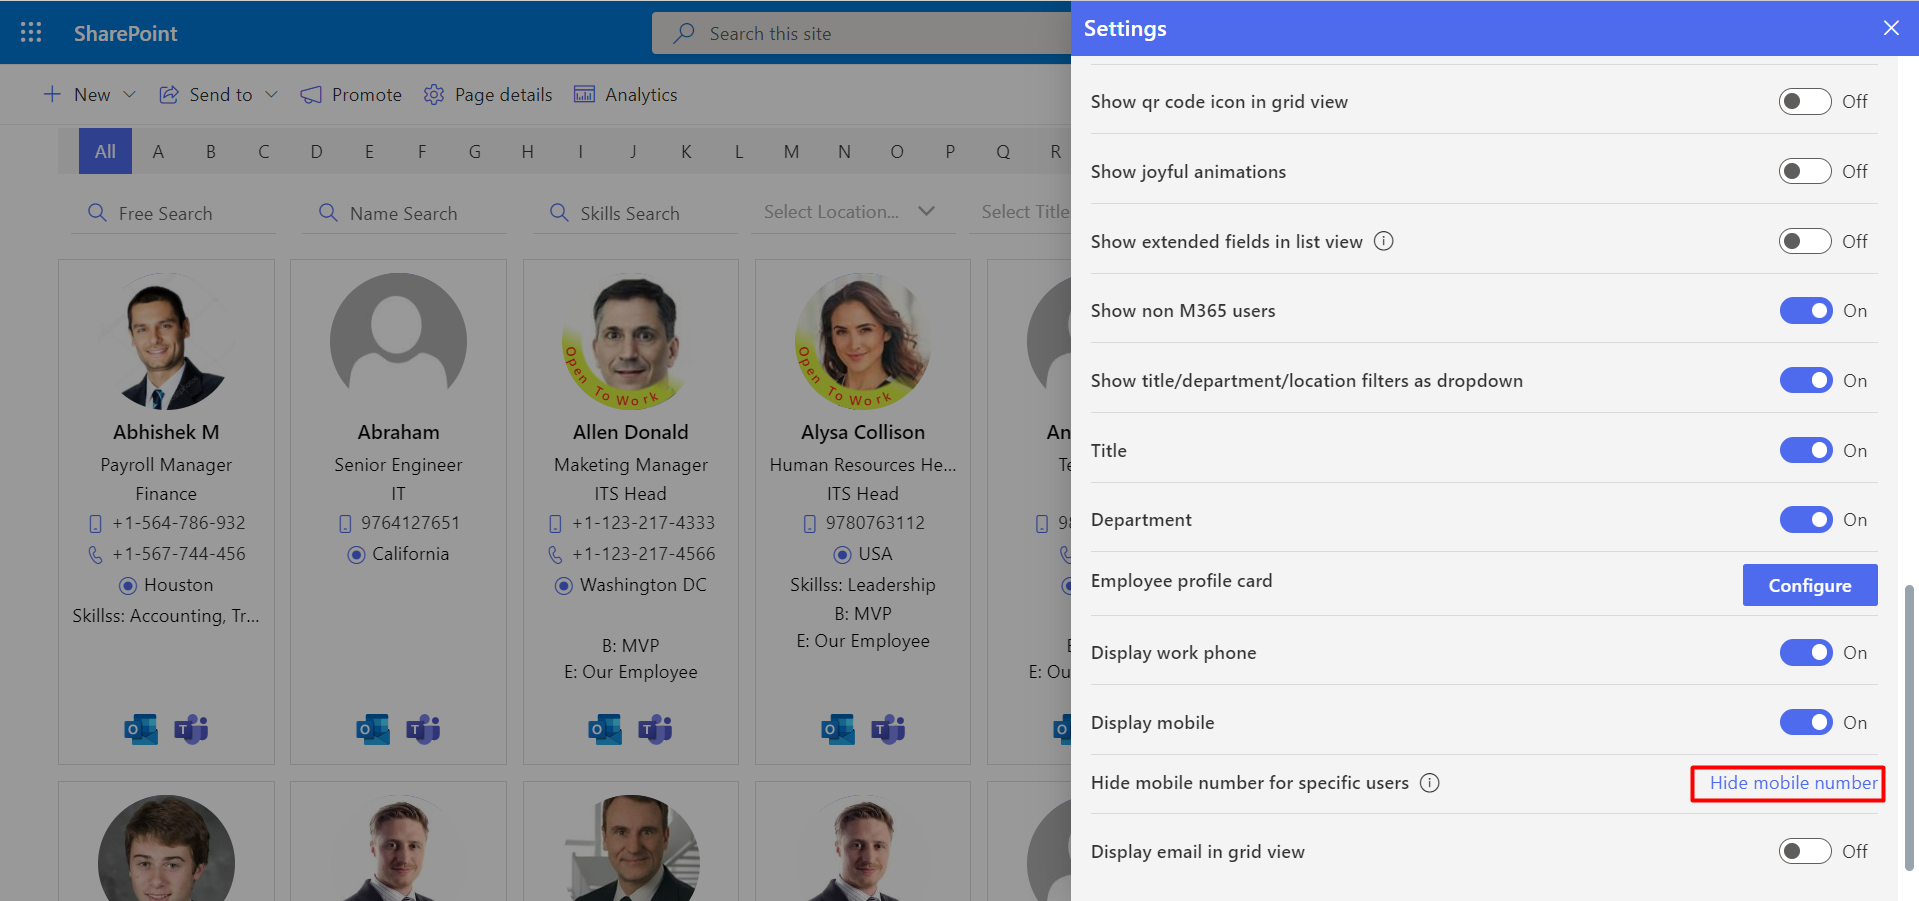 SharePoint
Search this site
New
Send to
Promote
Page details
Analytics
All A B C D E F G H I J K L M N O P Q R
Free Search
Name Search
Skills Search
Select Location...
Select Title
Open To Work
Open To Work
Abhishek M
Payroll Manager
Finance
+1-564-786-932
+1-567-744-456
Houston
Skillss: Accounting, Tr...
Abraham
Senior Engineer
IT
9764127651
California
Allen Donald
Maketing Manager
ITS Head
+1-123-217-4333
+1-123-217-4566
Washington DC
B: MVP
E: Our Employee
Alysa Collison
Human Resources He...
ITS Head
9780763112
USA
Skillss: Leadership
B: MVP
E: Our Employee
An
Te
E: Ou
Settings
Show qr code icon in grid view
Off
Show joyful animations
Off
Show extended fields in list view
Off
Show non M365 users
On
Show title/department/location filters as dropdown
On
Title
On
Department
On
Employee profile card
Configure
Display work phone
On
Display mobile
On
Hide mobile number for specific users
Hide mobile number
Display email in grid view
Off